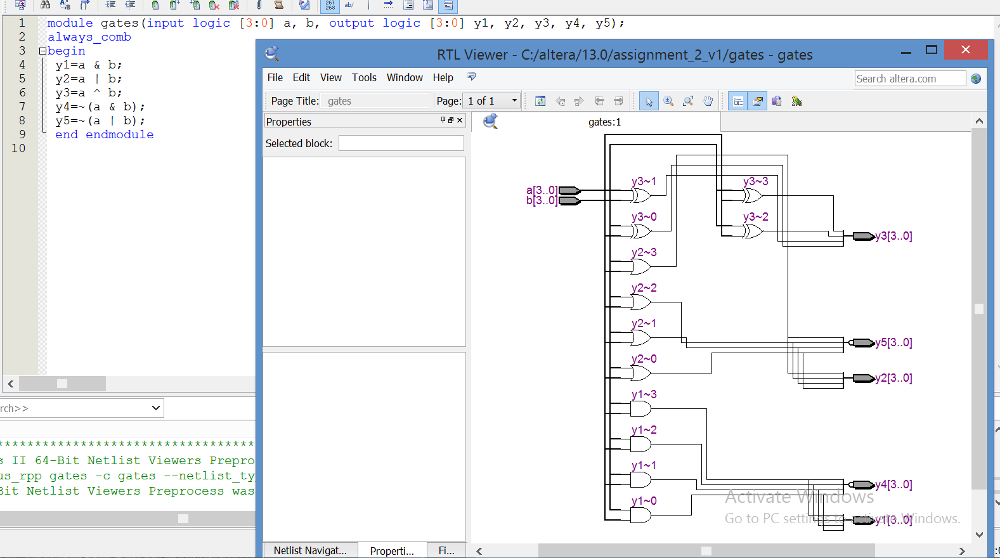 267
268
ab/
1 module gates(input logic [3:0] a, b, output logic [3:0] y1, y2, y3, y4, y5);
2 always_comb
3 begin
4 y1=a & b;
5 y2=a | b;
6 y3=a ^ b;
7 y4=~(a & b);
8 y5=~(a | b);
9 end endmodule
10
RTL Viewer - C:/altera/13.0/assignment_2_v1/gates - gates
File Edit View Tools Window Help
Search altera.com
Page Title: gates Page: 1 of 1
Properties
gates:1
Selected block:
y3~1
y3~3
a[3..0]
b[3..0]
y3~0
y3~2
y3[3..0]
y2~3
y2~2
y2~1
y5[3..0]
y2~0
y2[3..0]
y1~3
y1~2
y1~1
y4[3..0]
y1~0
y1[3..0]
Activate Windows
Go to PC settings to activate Windows.
rch>>
**********************************
s II 64-Bit Netlist Viewers Prepro
us_rpp gates -c gates --netlist_ty
Bit Netlist Viewers Preprocess was
Netlist Navigat... Properti... Fi...